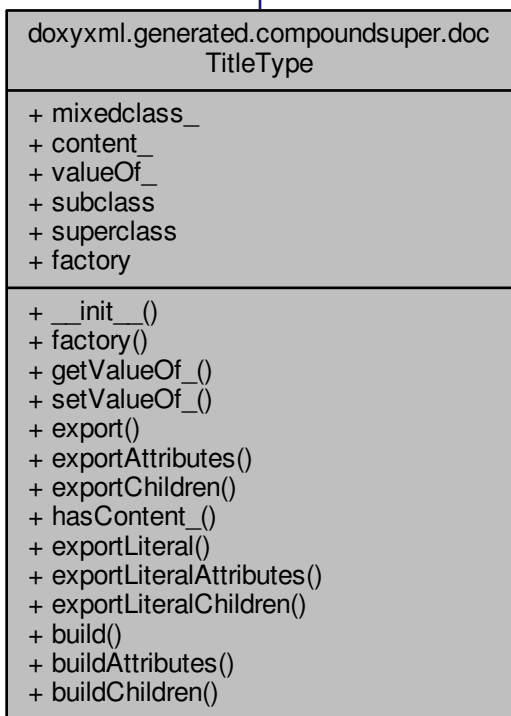 doxyxml.generated.compoundsuper.doc
TitleType
+ mixedclass_
+ content_
+ valueOf_
+ subclass
+ superclass
+ factory
+ __init__()
+ factory()
+ getValueOf_()
+ setValueOf_()
+ export()
+ exportAttributes()
+ exportChildren()
+ hasContent_()
+ exportLiteral()
+ exportLiteralAttributes()
+ exportLiteralChildren()
+ build()
+ buildAttributes()
+ buildChildren()